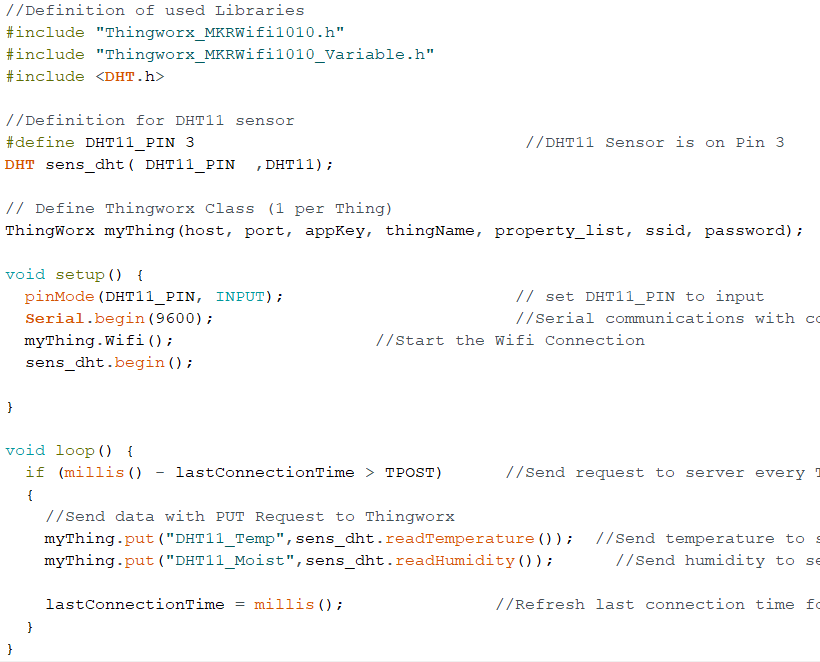 //Definition of used Libraries
#include "Thingworx_MKRWifi1010.h"
#include "Thingworx_MKRWifi1010_Variable.h"
#include <DHT.h>
//Definition for DHT11 sensor
#define DHT11_PIN 3 //DHT11 Sensor is on Pin 3
DHT sens_dht( DHT11_PIN ,DHT11);
// Define Thingworx Class (1 per Thing)
ThingWorx myThing(host, port, appKey, thingName, property_list, ssid, password);
void setup() {
pinMode(DHT11_PIN, INPUT); // set DHT11_PIN to input
Serial.begin(9600); //Serial communications with
myThing.Wifi(); //Start the Wifi Connection
sens_dht.begin();
}
void loop() {
if (millis() - lastConnectionTime > TPOST) //Send request to server every
{
//Send data with PUT Request to Thingworx
myThing.put("DHT11_Temp",sens_dht.readTemperature()); //Send temperature to
myThing.put("DHT11_Moist",sens_dht.readHumidity()); //Send humidity to
lastConnectionTime = millis(); //Refresh last connection time
}
}